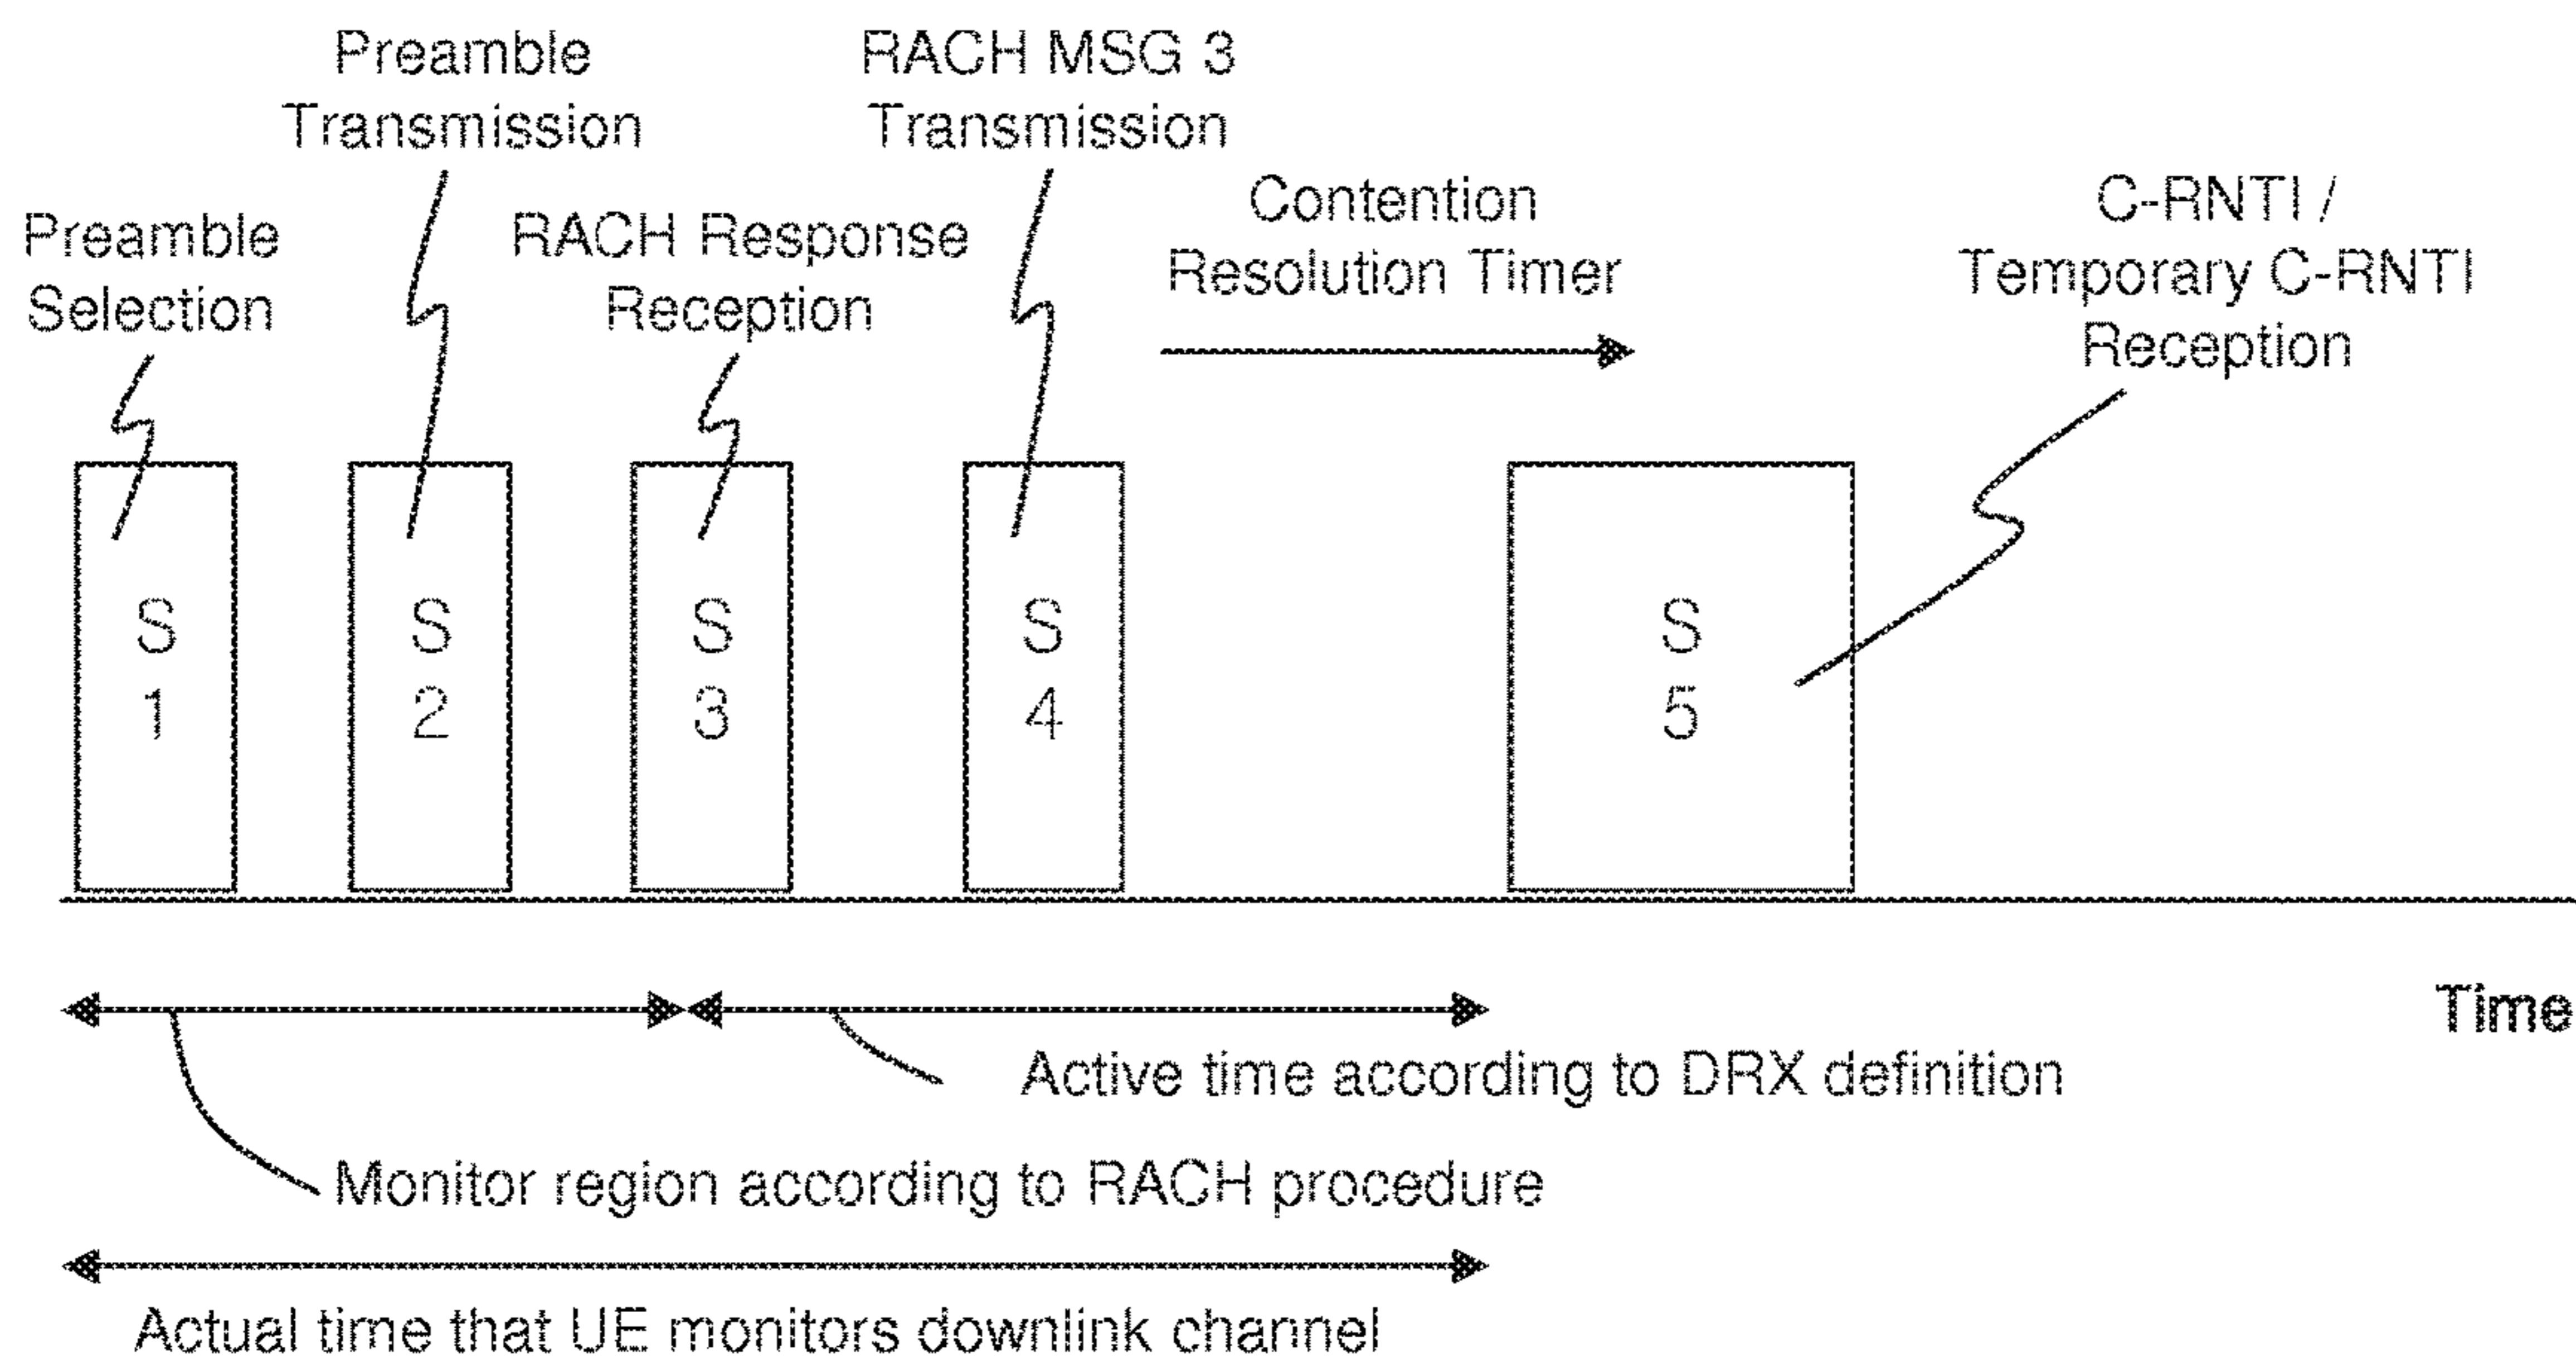 Preamble
Transmission
RACH MSG 3
Transmission
Preamble
Selection
RACH Response
Reception
Contention
Resolution Timer
C-RNTI /
Temporary C-RNTI
Reception
S
1
S
2
S
3
S
4
S
5
Time
Active time according to DRX definition
Monitor region according to RACH procedure
Actual time that UE monitors downlink channel